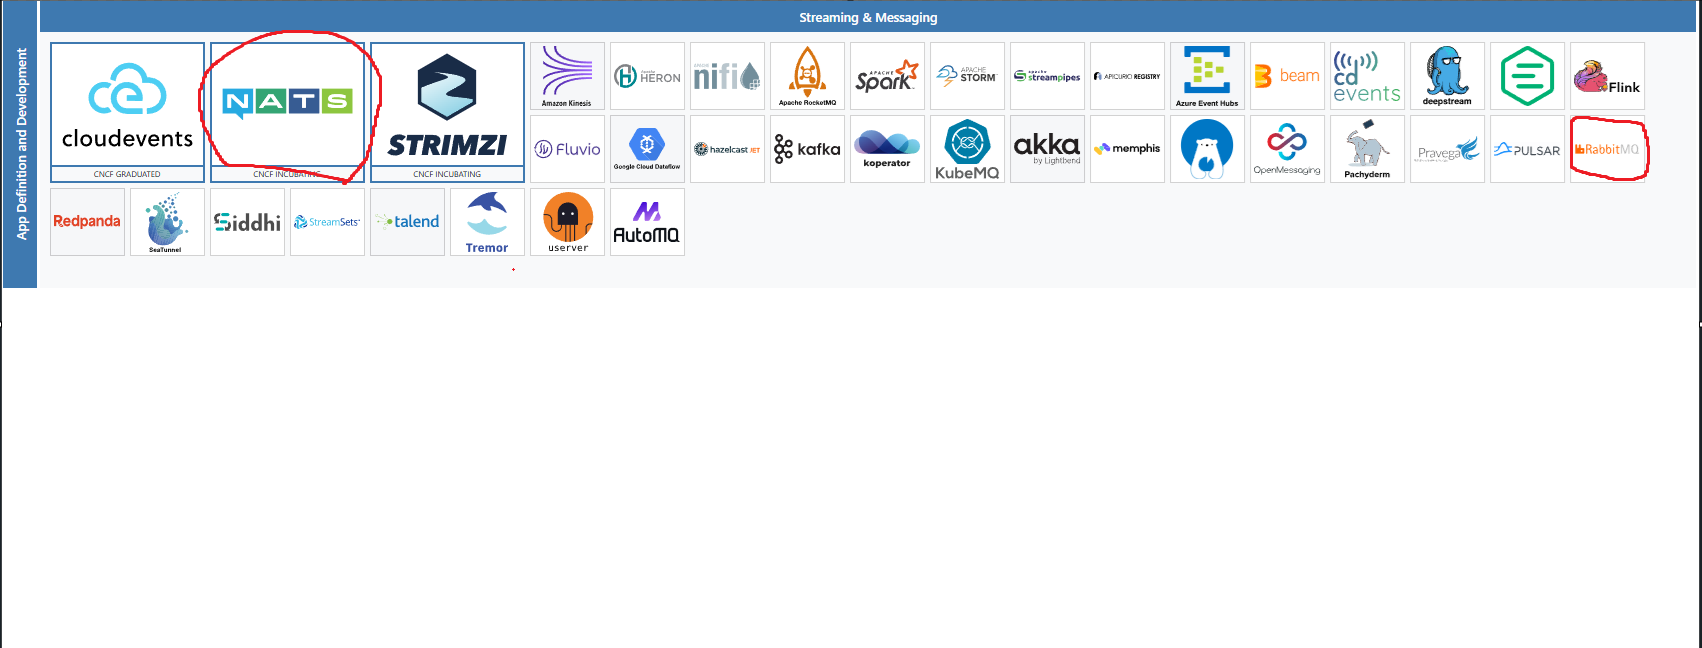 Streaming & Messaging
App Definition and Development
cloudevents
CNCF GRADUATED
NATS
CNCF INCUBATING
STRIMZI
CNCF INCUBATING
Amazon Kinesis
HERON
nifi
Apache RocketMQ
APACHE
Spark
APACHE
STORM
streampipes
APICURIO REGISTRY
Azure Event Hubs
beam
cd
events
deepstream
Flink
Fluvio
Google Cloud Dataflow
hazelcast JET
kafka
koperator
KubeMQ
akka
by Lightbend
memphis
OpenMessaging
Pachyderm
Pravega
PULSAR
RabbitMQ
Redpanda
SeaTunnel
Siddhi
StreamSets
talend
Tremor
userver
AutoMQ